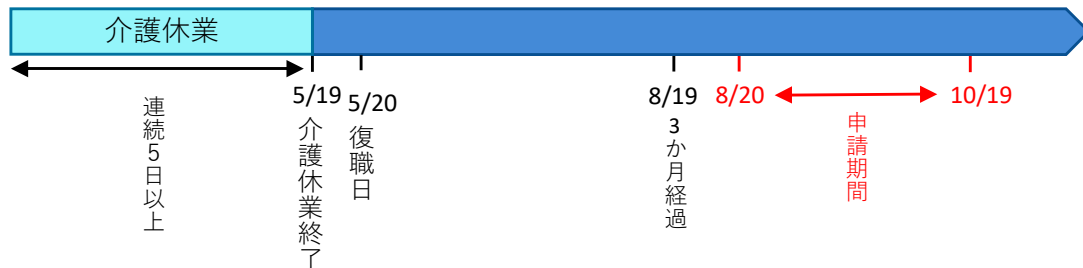 介護休業
5/19
5/20
8/19
8/20
10/19
連続5日以上
介護休業終了
復職日
3か月経過
申請期間